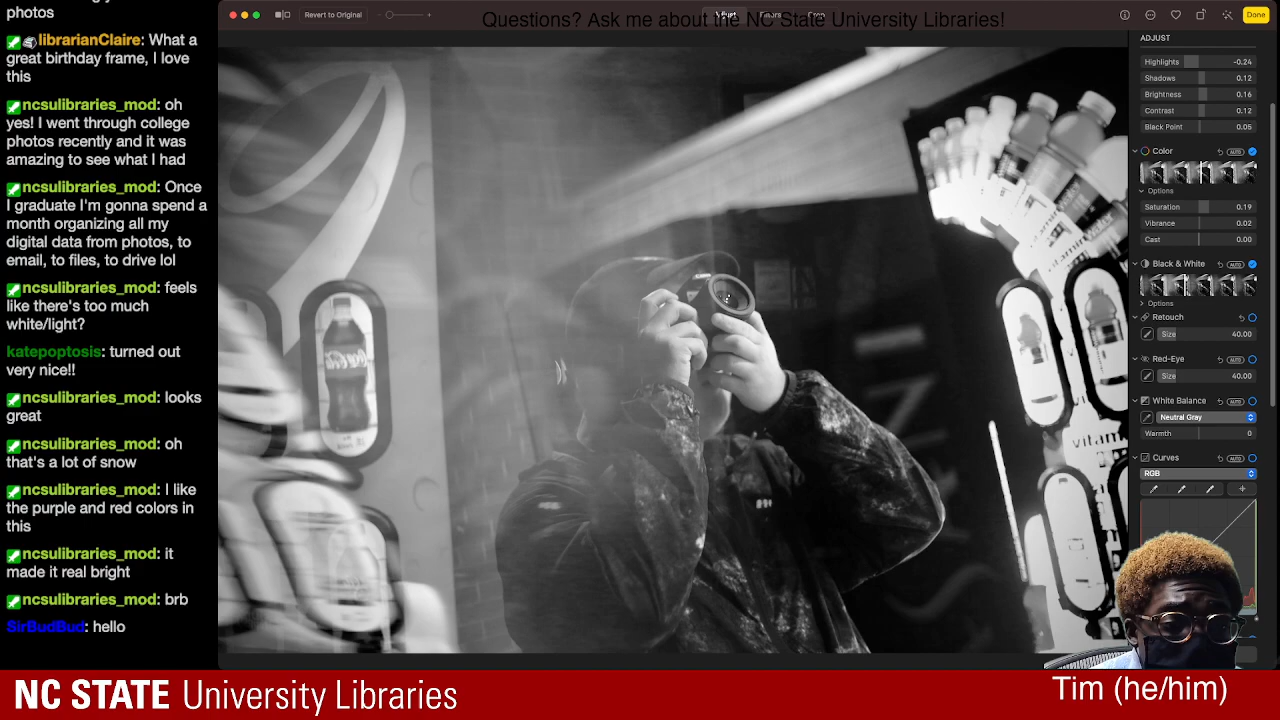 photos
librarianClaire: What a
great birthday frame, I love
this
ncsulibraries_mod: oh
yes! I went through college
photos recently and it was
amazing to see what I had
ncsulibraries_mod: Once
I graduate I'm gonna spend a
month organizing all my
digital data from photos, to
email, to files, to drive lol
ncsulibraries_mod: feels
like there's too much
white/light?
katepoptosis: turned out
very nice!!
ncsulibraries_mod: looks
great
ncsulibraries_mod: oh
that's a lot of snow
ncsulibraries_mod: I like
the purple and red colors in
this
ncsulibraries_mod: it
made it real bright
ncsulibraries_mod: brb
SirBudBud: hello
Revert to Original
Questions? Ask me about the NC State University Libraries!
Adjust
Filters
Crop
Done
ADJUST
Highlights -0.24
Shadows 0.12
Brightness 0.16
Contrast 0.12
Black Point 0.05
Color AUTO
Options
Saturation 0.19
Vibrance 0.02
Cast 0.00
Black & White AUTO
Options
Retouch
Size 40.00
Red-Eye AUTO
Size 40.00
White Balance AUTO
Neutral Gray
Warmth 0
Curves AUTO
RGB
NC STATE University Libraries
Tim (he/him)